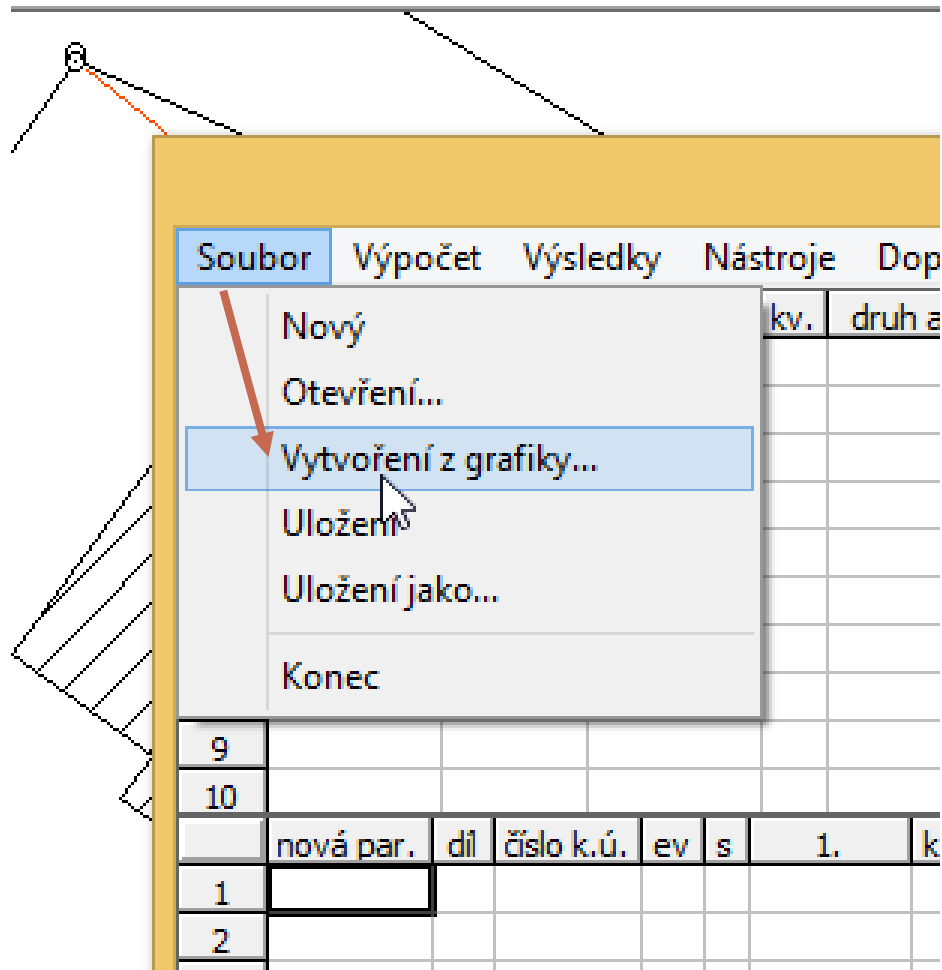 Soubor Výpočet Výsledky Nástroje Dop
kv. druh a
Nový
Otevření...
Vytvoření z grafiky...
Uložení
Uložení jako...
Konec
9
10
nová par. díl číslo k.ú. ev s 1. k
1
2